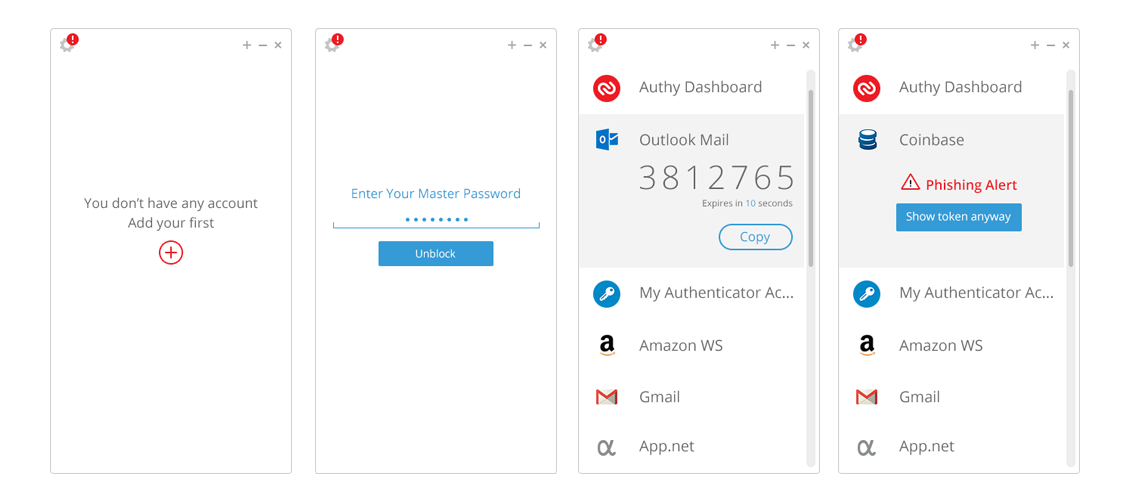 You don't have any account
Add your first
Enter Your Master Password
Unblock
Authy Dashboard
Outlook Mail
3812765
Expires in 10 seconds
Copy
My Authenticator Ac...
Amazon WS
Gmail
App.net
Authy Dashboard
Coinbase
Phishing Alert
Show token anyway
My Authenticator Ac...
Amazon WS
Gmail
App.net